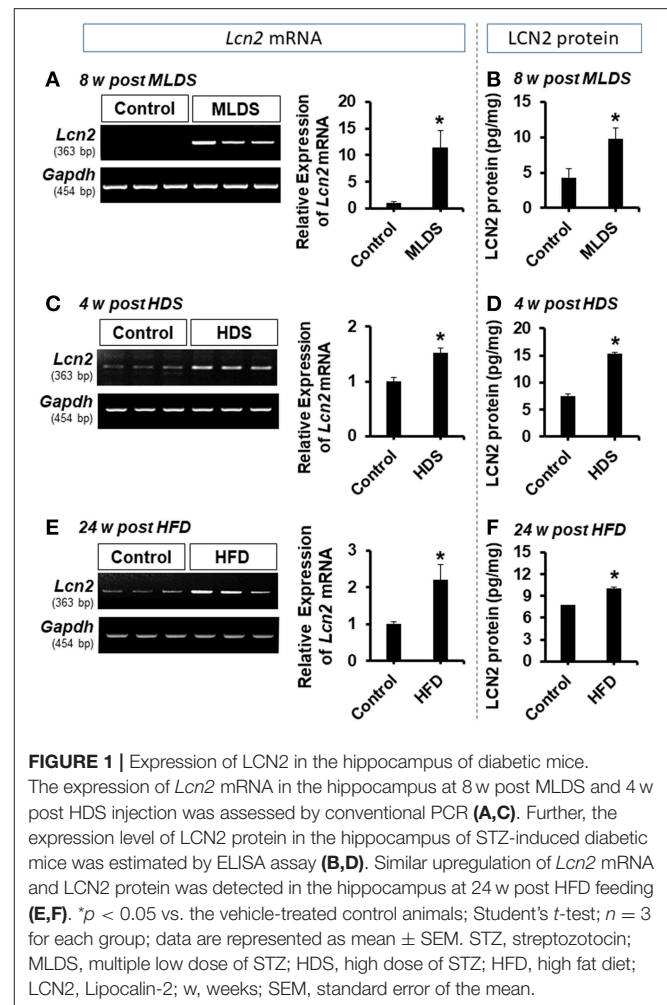 Lcn2 mRNA
LCN2 protein
A 8 w post MLDS
Control MLDS
Lcn2
(363 bp)
Gapdh
(454 bp)
Relative Expression
of Lcn2 mRNA
20
15
10
5
0
*
Control
MLDS
B 8 w post MLDS
LCN2 protein (pg/mg)
15
10
5
0
*
Control
MLDS
C 4 w post HDS
Control HDS
Lcn2
(363 bp)
Gapdh
(454 bp)
Relative Expression
of Lcn2 mRNA
2
1
0
*
Control
HDS
D 4 w post HDS
LCN2 protein (pg/mg)
20
15
10
5
0
*
Control
HDS
E 24 w post HFD
Control HFD
Lcn2
(363 bp)
Gapdh
(454 bp)
Relative Expression
of Lcn2 mRNA
3
2
1
0
*
Control
HFD
F 24 w post HFD
LCN2 protein (pg/mg)
15
12
9
6
3
0
*
Control
HFD
FIGURE 1 | Expression of LCN2 in the hippocampus of diabetic mice.
The expression of Lcn2 mRNA in the hippocampus at 8 w post MLDS and 4 w
post HDS injection was assessed by conventional PCR (A,C). Further, the
expression level of LCN2 protein in the hippocampus of STZ-induced diabetic
mice was estimated by ELISA assay (B,D). Similar upregulation of Lcn2 mRNA
and LCN2 protein was detected in the hippocampus at 24 w post HFD feeding
(E,F). *p < 0.05 vs. the vehicle-treated control animals; Student's t-test; n = 3
for each group; data are represented as mean ± SEM. STZ, streptozotocin;
MLDS, multiple low dose of STZ; HDS, high dose of STZ; HFD, high fat diet;
LCN2, Lipocalin-2; w, weeks; SEM, standard error of the mean.